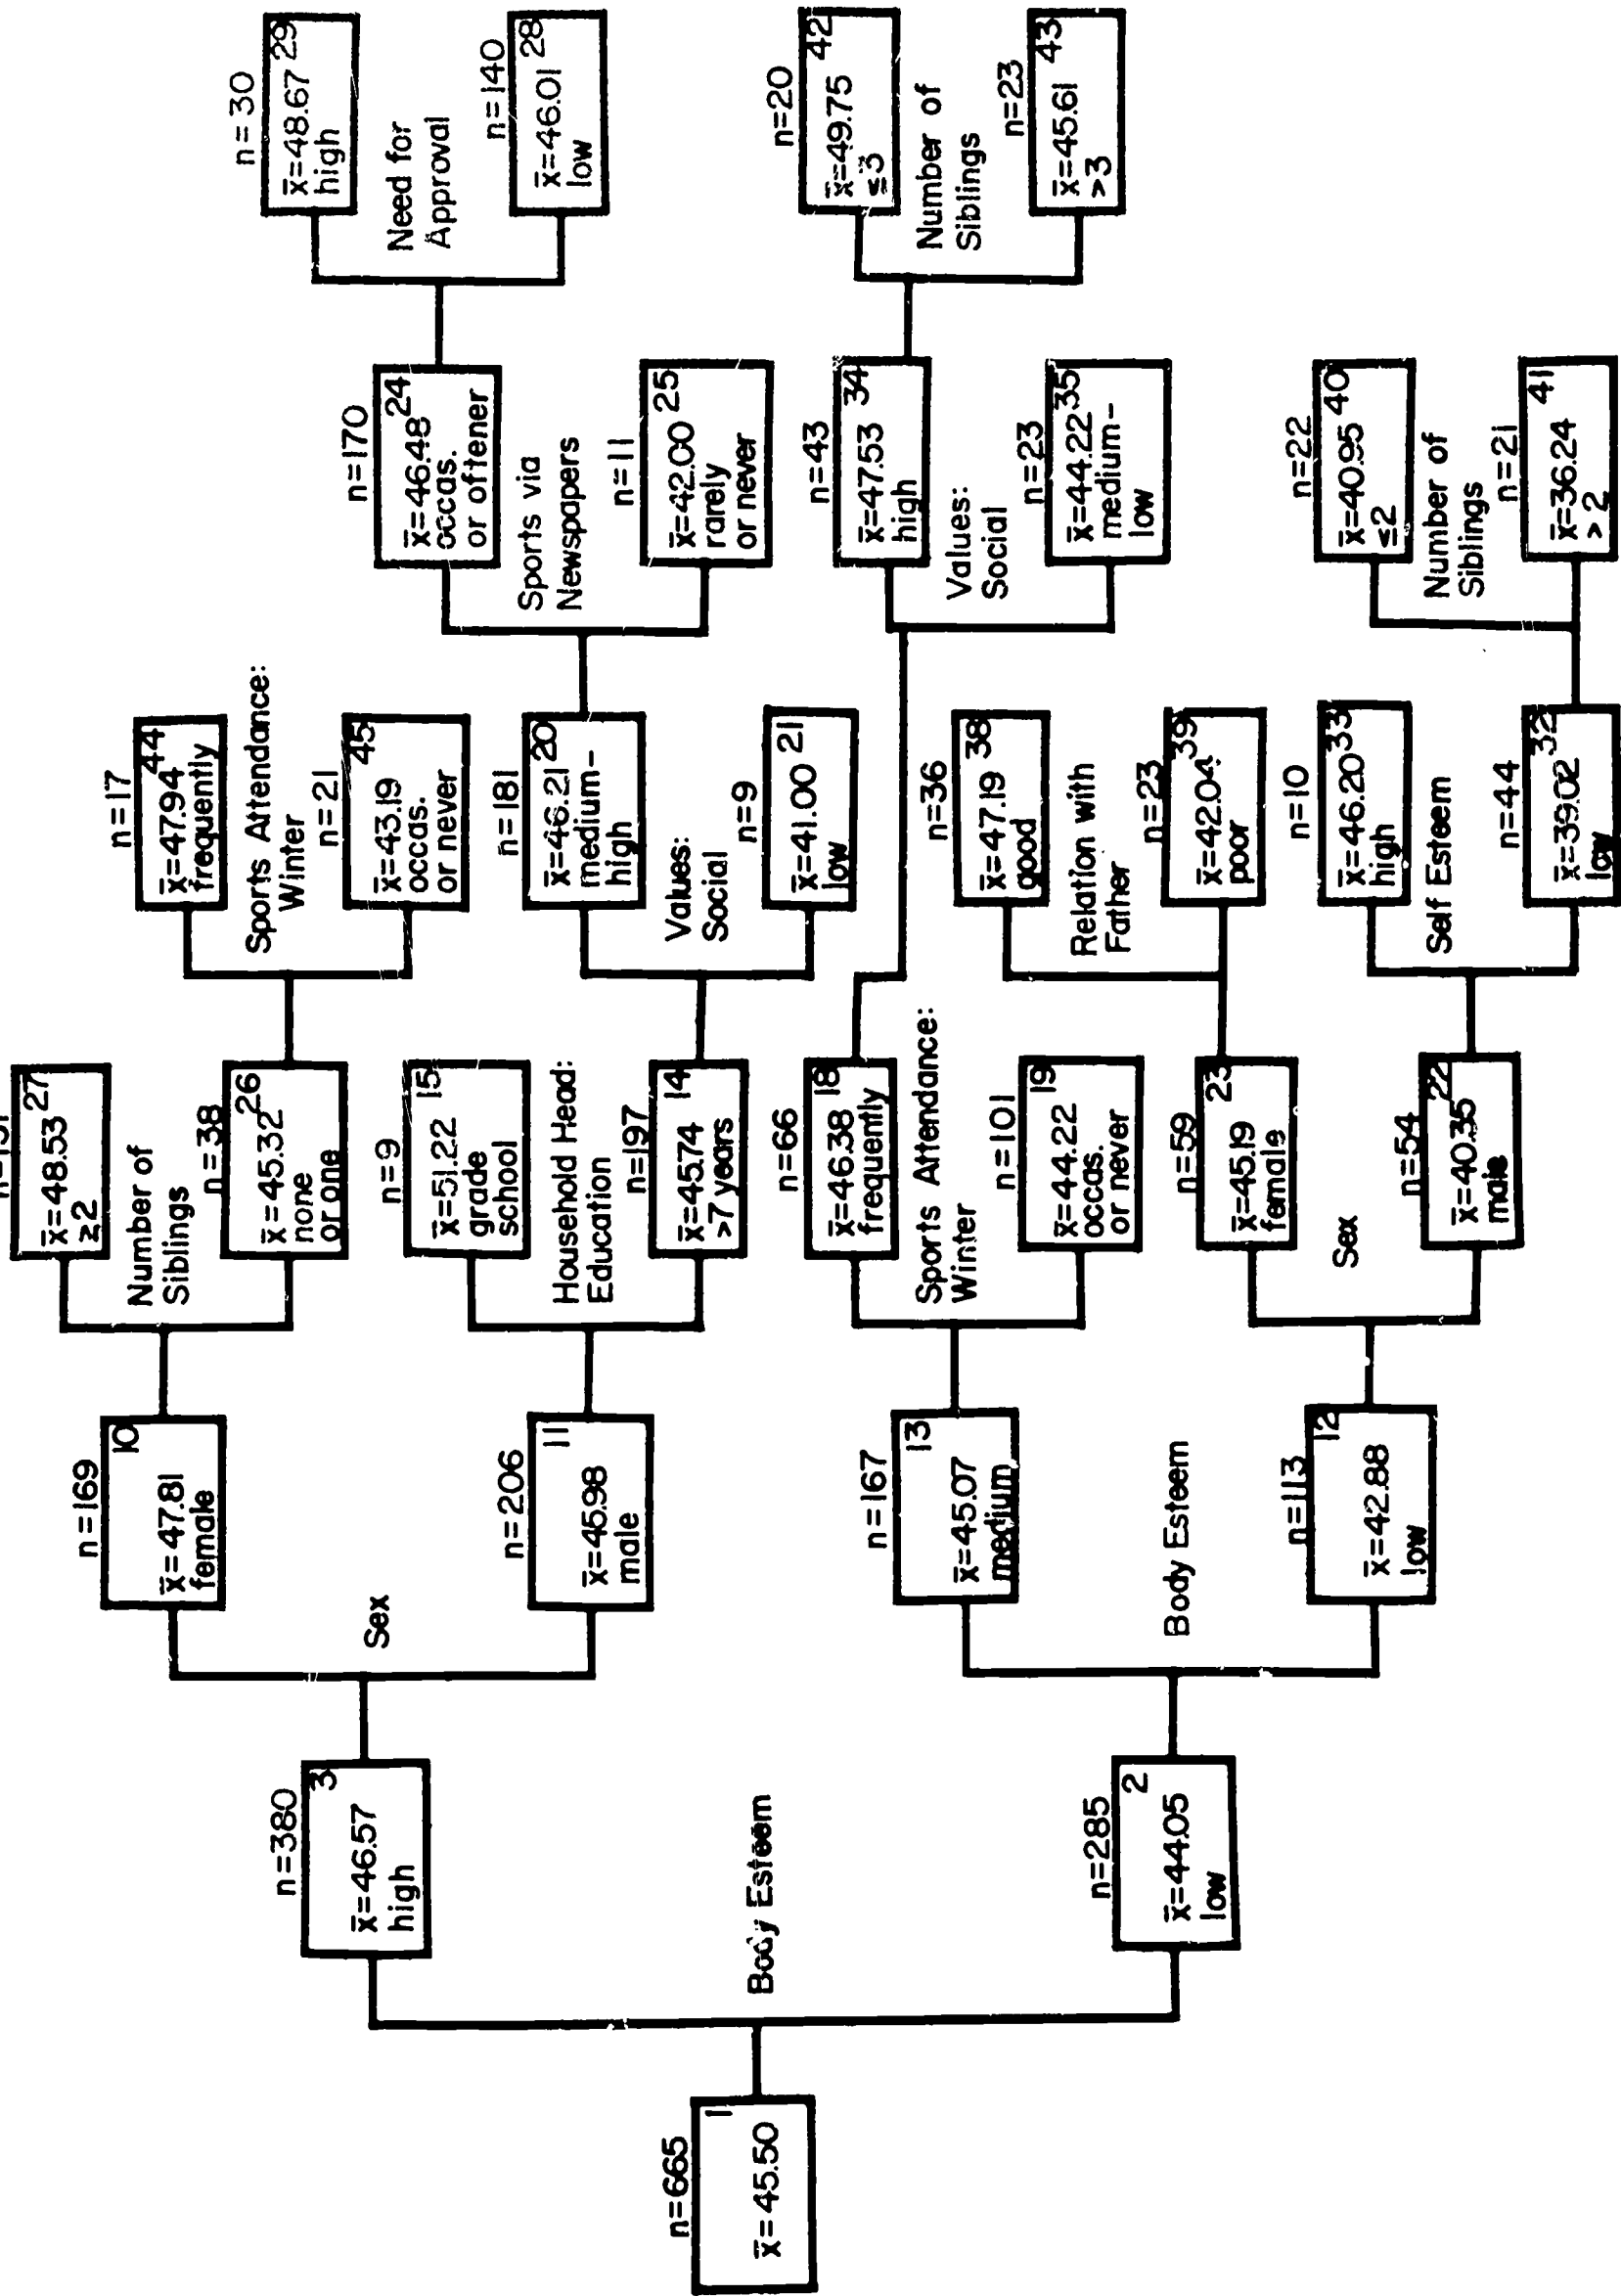 n=665
1
x̄=45.50
Body Esteem
n=380
3
x̄=46.57
high
n=285
2
x̄=44.05
low
Sex
n=169
10
x̄=47.81
female
n=206
11
x̄=45.98
male
Body Esteem
n=167
13
x̄=45.07
medium
n=113
12
x̄=42.88
low
Number of
Siblings
27
x̄=48.53
≥2
n=38
26
x̄=45.32
none
or one
Household Head:
Education
n=9
15
x̄=51.22
grade
school
n=197
14
x̄=45.74
>7 years
Sports Attendance:
Winter
n=66
18
x̄=46.38
frequently
n=101
19
x̄=44.22
occas.
or never
Sex
n=59
23
x̄=45.19
female
n=54
22
x̄=40.35
male
Sports Attendance:
Winter
n=17
44
x̄=47.94
frequently
n=21
45
x̄=43.19
occas.
or never
Values:
Social
n=181
20
x̄=46.21
medium-
high
n=9
21
x̄=41.00
low
Relation with
Father
n=36
38
x̄=47.19
good
n=23
39
x̄=42.04
poor
Self Esteem
n=10
33
x̄=46.20
high
n=44
32
x̄=39.02
low
Sports via
Newspapers
n=170
24
x̄=46.48
occas.
or oftener
n=11
25
x̄=42.00
rarely
or never
Values:
Social
n=43
34
x̄=47.53
high
n=23
35
x̄=44.22
medium-
low
Number of
Siblings
n=22
40
x̄=40.95
≤2
n=21
41
x̄=36.24
>2
Need for
Approval
n=30
29
x̄=48.67
high
n=140
28
x̄=46.01
low
Number of
Siblings
n=20
42
x̄=49.75
≤3
n=23
43
x̄=45.61
>3